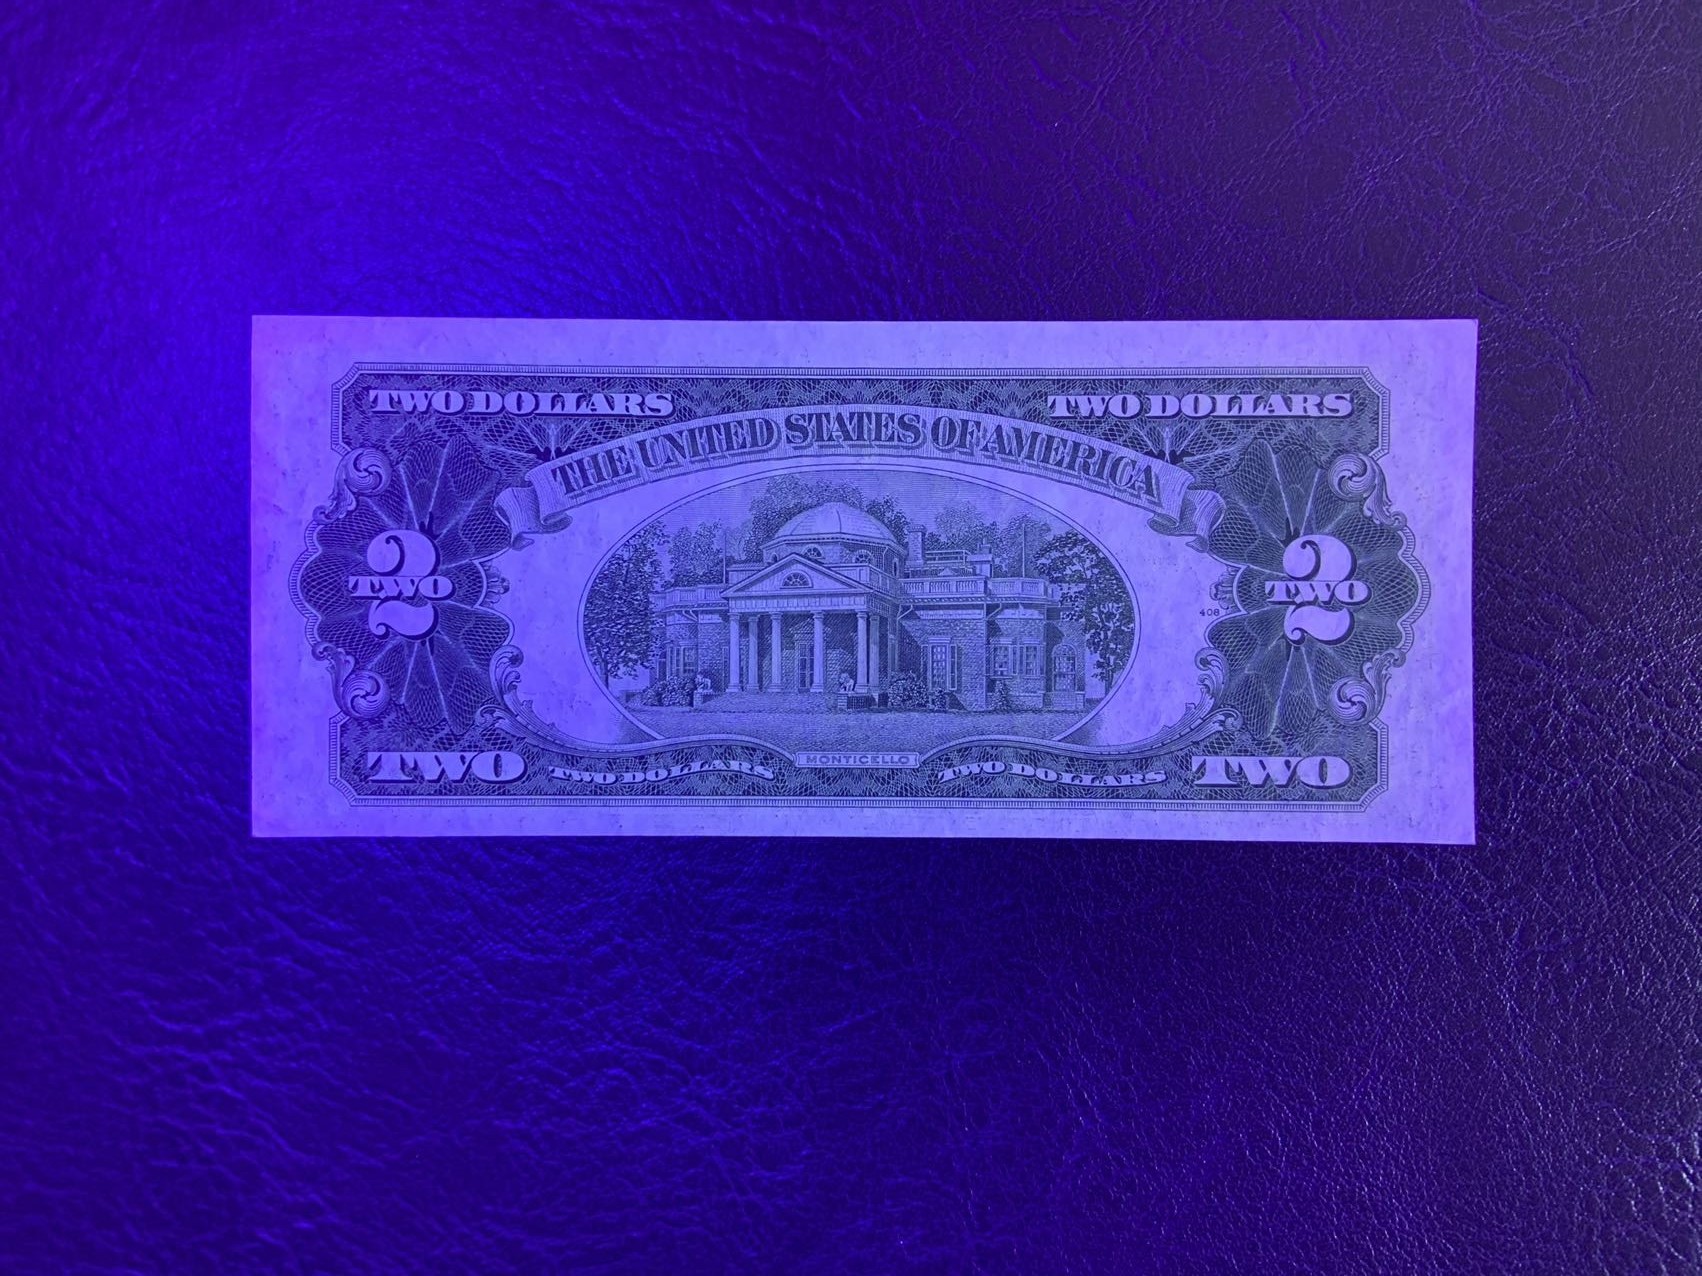 TWO DOLLARS TWO DOLLARS
THE UNITED STATES OF AMERICA
2 2
TWO TWO
408
MONTICELLO
TWO TWO DOLLARS TWO DOLLARS TWO